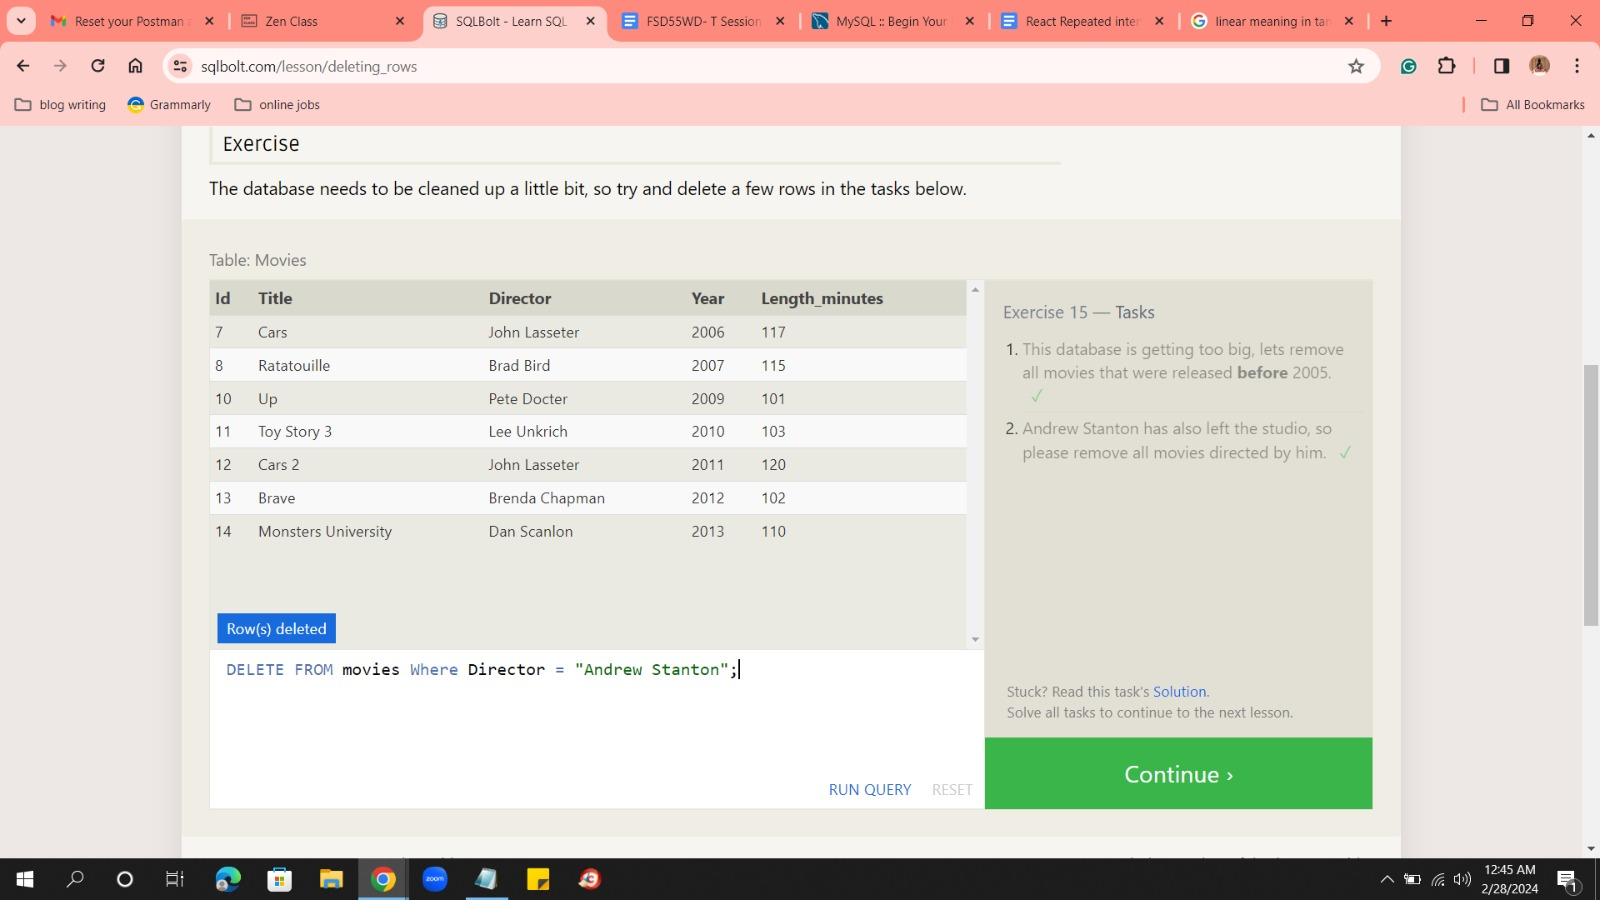 Reset your Postman a
Zen Class
SQLBolt - Learn SQL
FSD55WD- T Session
MySQL :: Begin Your
React Repeated inter
linear meaning in tan
sqlbolt.com/lesson/deleting_rows
blog writing
Grammarly
online jobs
All Bookmarks
Exercise
The database needs to be cleaned up a little bit, so try and delete a few rows in the tasks below.
Table: Movies
Id Title Director Year Length_minutes
7 Cars John Lasseter 2006 117
8 Ratatouille Brad Bird 2007 115
10 Up Pete Docter 2009 101
11 Toy Story 3 Lee Unkrich 2010 103
12 Cars 2 John Lasseter 2011 120
13 Brave Brenda Chapman 2012 102
14 Monsters University Dan Scanlon 2013 110
Row(s) deleted
DELETE FROM movies Where Director = "Andrew Stanton";
RUN QUERY RESET
Exercise 15 — Tasks
1. This database is getting too big, lets remove
all movies that were released before 2005.
✓
2. Andrew Stanton has also left the studio, so
please remove all movies directed by him. ✓
Stuck? Read this task's Solution.
Solve all tasks to continue to the next lesson.
Continue ›
zoom
12:45 AM
2/28/2024
1